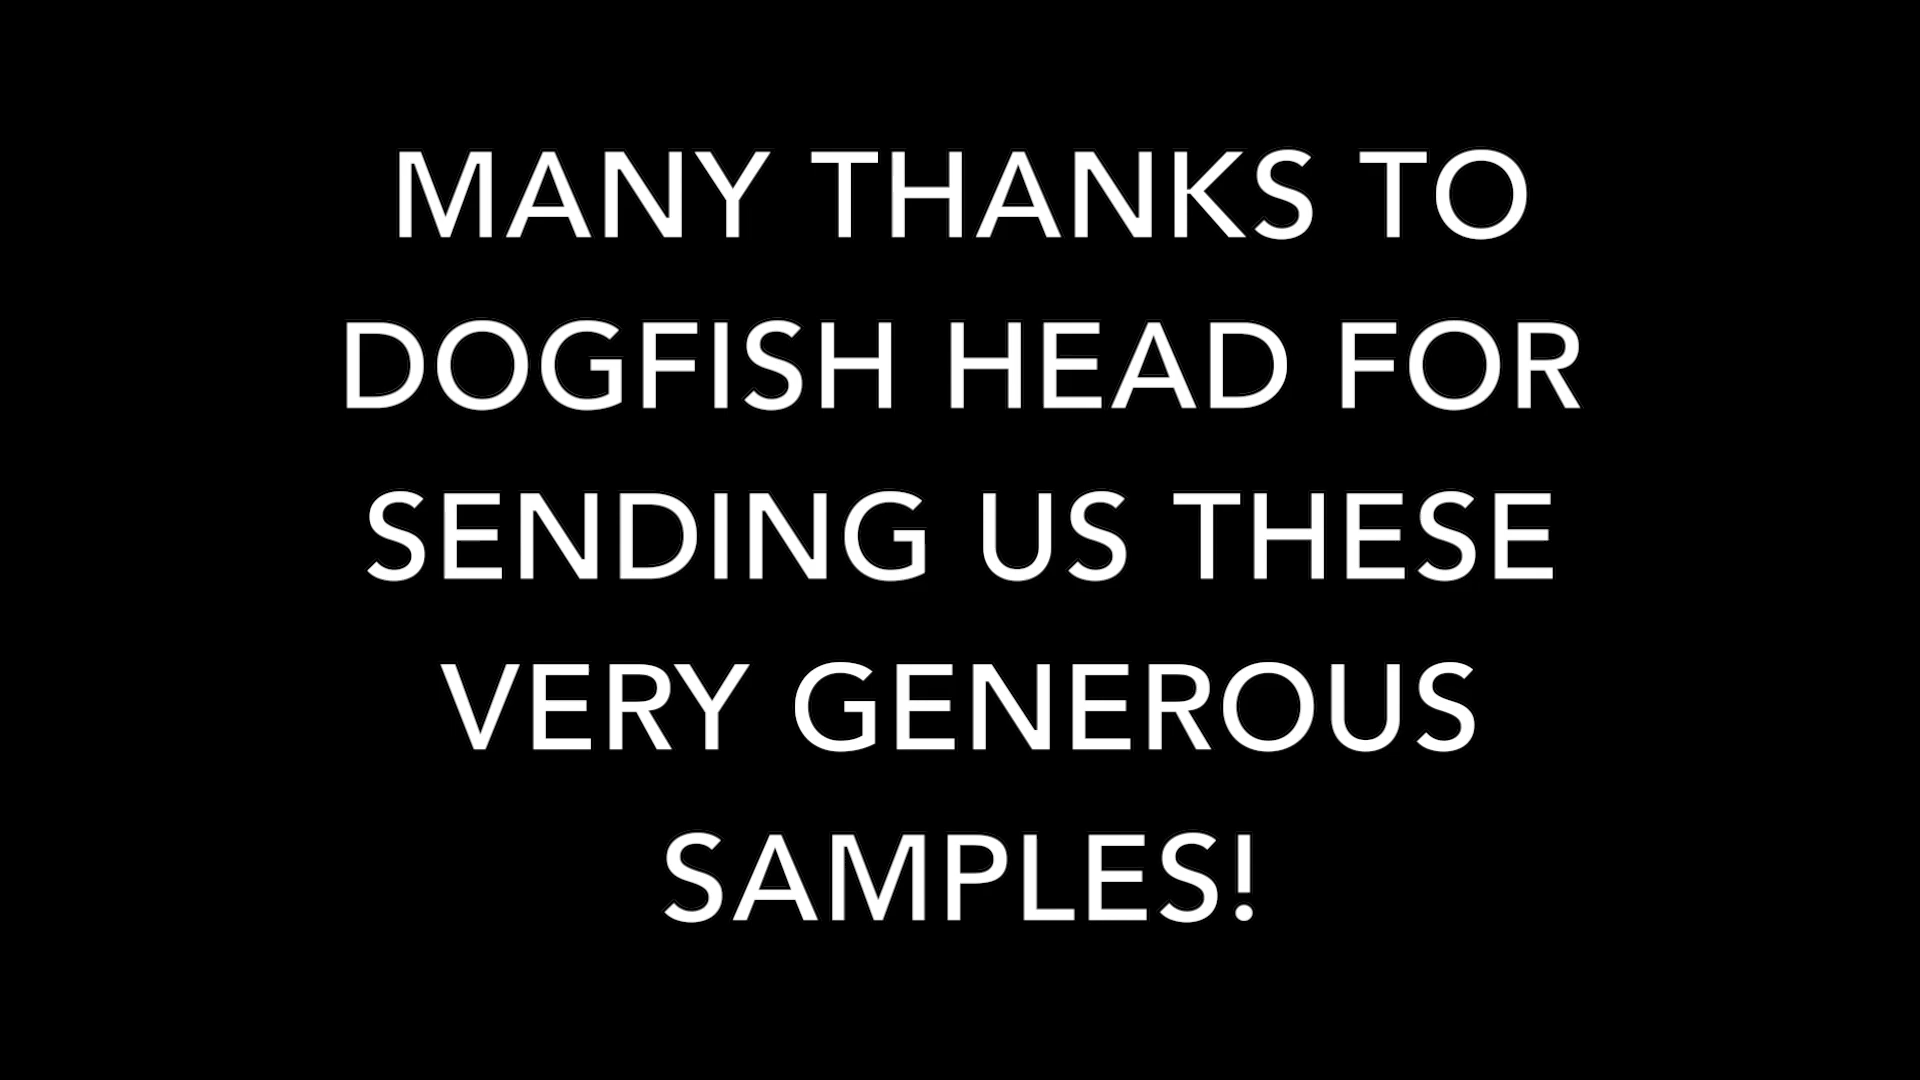 MANY THANKS TO
DOGFISH HEAD FOR
SENDING US THESE
VERY GENEROUS
SAMPLES!